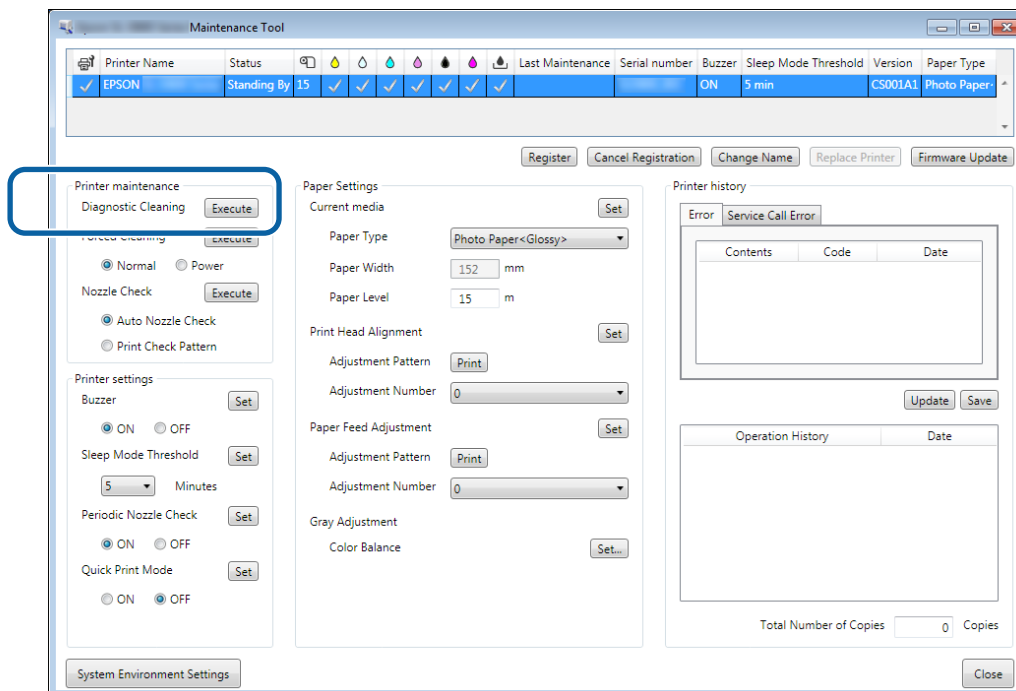 Maintenance Tool
Printer Name Status Last Maintenance Serial number Buzzer Sleep Mode Threshold Version Paper Type
EPSON Standing By 15 ON 5 min CS001A1 Photo Paper
Register Cancel Registration Change Name Replace Printer Firmware Update
Printer maintenance
Diagnostic Cleaning Execute
Forced Cleaning Execute
Normal Power
Nozzle Check Execute
Auto Nozzle Check
Print Check Pattern
Printer settings
Buzzer Set
ON OFF
Sleep Mode Threshold Set
5 Minutes
Periodic Nozzle Check Set
ON OFF
Quick Print Mode Set
ON OFF
Paper Settings
Current media Set
Paper Type Photo Paper<Glossy>
Paper Width 152 mm
Paper Level 15 m
Print Head Alignment Set
Adjustment Pattern Print
Adjustment Number 0
Paper Feed Adjustment Set
Adjustment Pattern Print
Adjustment Number 0
Gray Adjustment
Color Balance Set...
Printer history
Error Service Call Error
Contents Code Date
Update Save
Operation History Date
Total Number of Copies 0 Copies
System Environment Settings Close